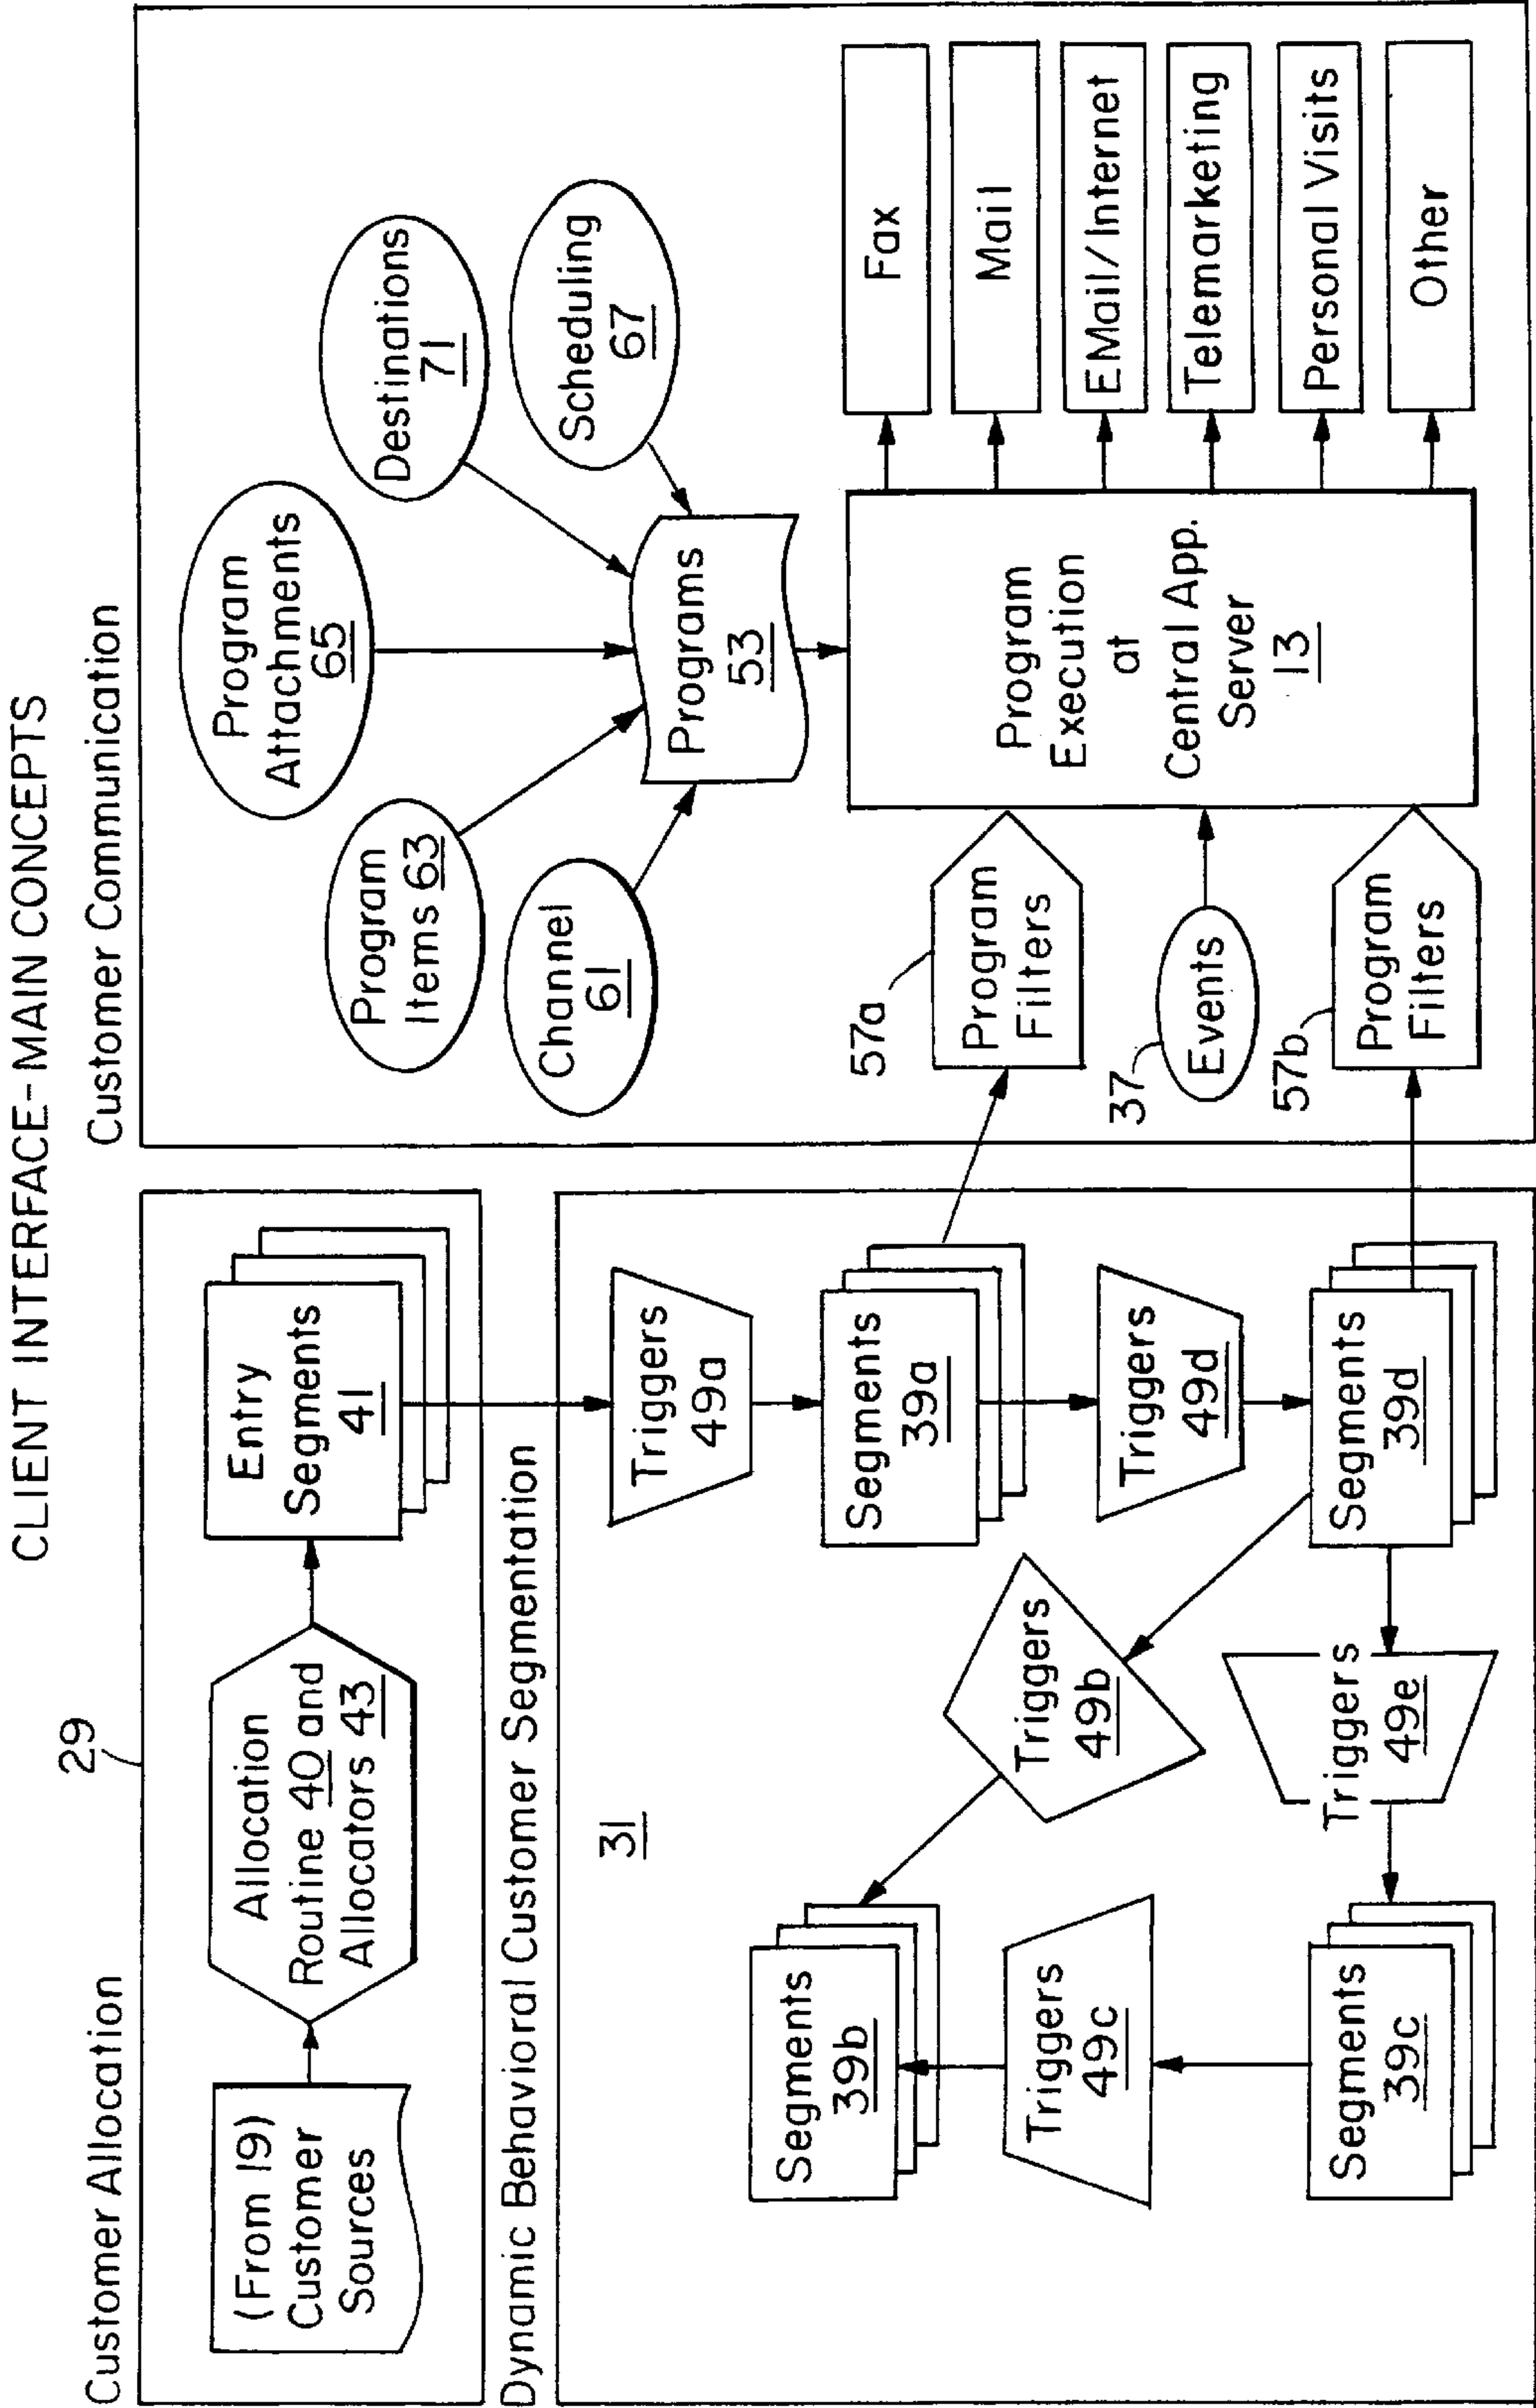 CLIENT INTERFACE-MAIN CONCEPTS
Customer Allocation
29
(From 19)
Customer
Sources
Allocation
Routine 40 and
Allocators 43
Entry
Segments
41
Dynamic Behavioral Customer Segmentation
31
Triggers
49a
Segments
39a
Triggers
49d
Segments
39d
Triggers
49b
Triggers
49e
Segments
39b
Triggers
49c
Segments
39c
Customer Communication
Program
Attachments
65
Program
Items 63
Destinations
71
Channel
61
Scheduling
67
Programs
53
57a
Program
Filters
37
Events
57b
Program
Filters
Program
Execution
at
Central App.
Server
13
Fax
Mail
EMail/Internet
Telemarketing
Personal Visits
Other